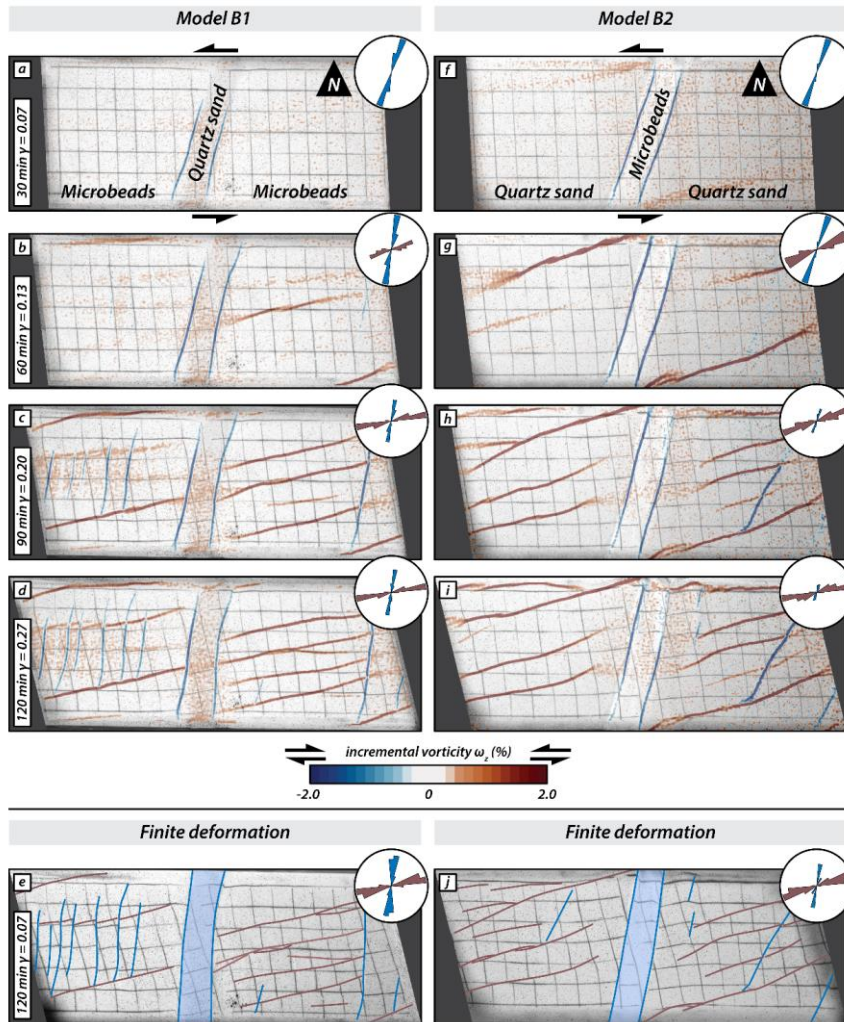 Model B1
Model B2
a
N
Quartz sand
Microbeads
Microbeads
30 min γ = 0.07
f
N
Microbeads
Quartz sand
Quartz sand
b
60 min γ = 0.13
g
c
90 min γ = 0.20
h
d
120 min γ = 0.27
i
incremental vorticity ωz (%)
-2.0
0
2.0
Finite deformation
Finite deformation
e
120 min γ = 0.07
j